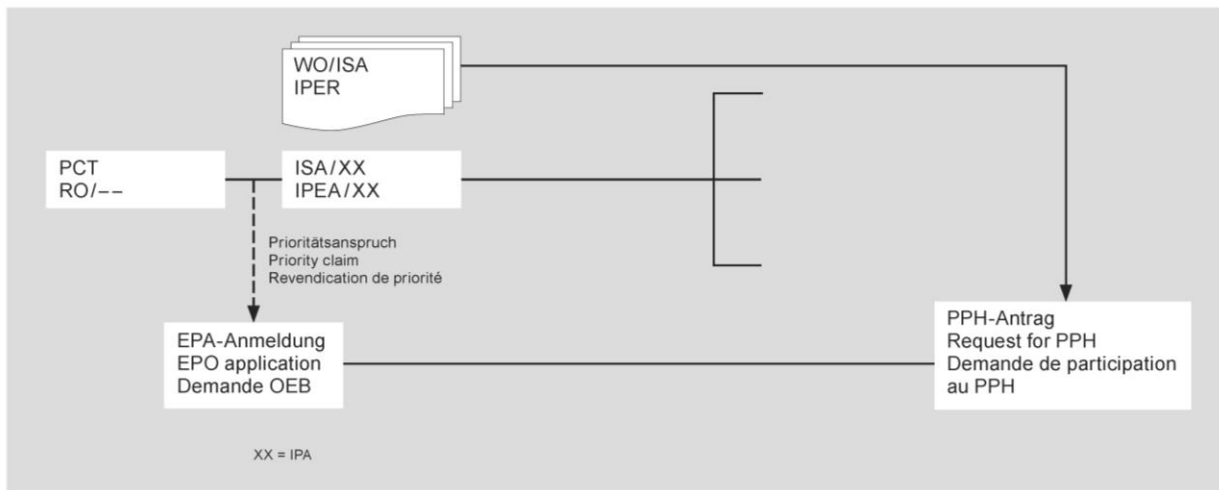 WO/ISA
IPER
PCT
RO/––
ISA/XX
IPEA/XX
Prioritätsanspruch
Priority claim
Revendication de priorité
EPA-Anmeldung
EPO application
Demande OEB
PPH-Antrag
Request for PPH
Demande de participation
au PPH
XX = IPA